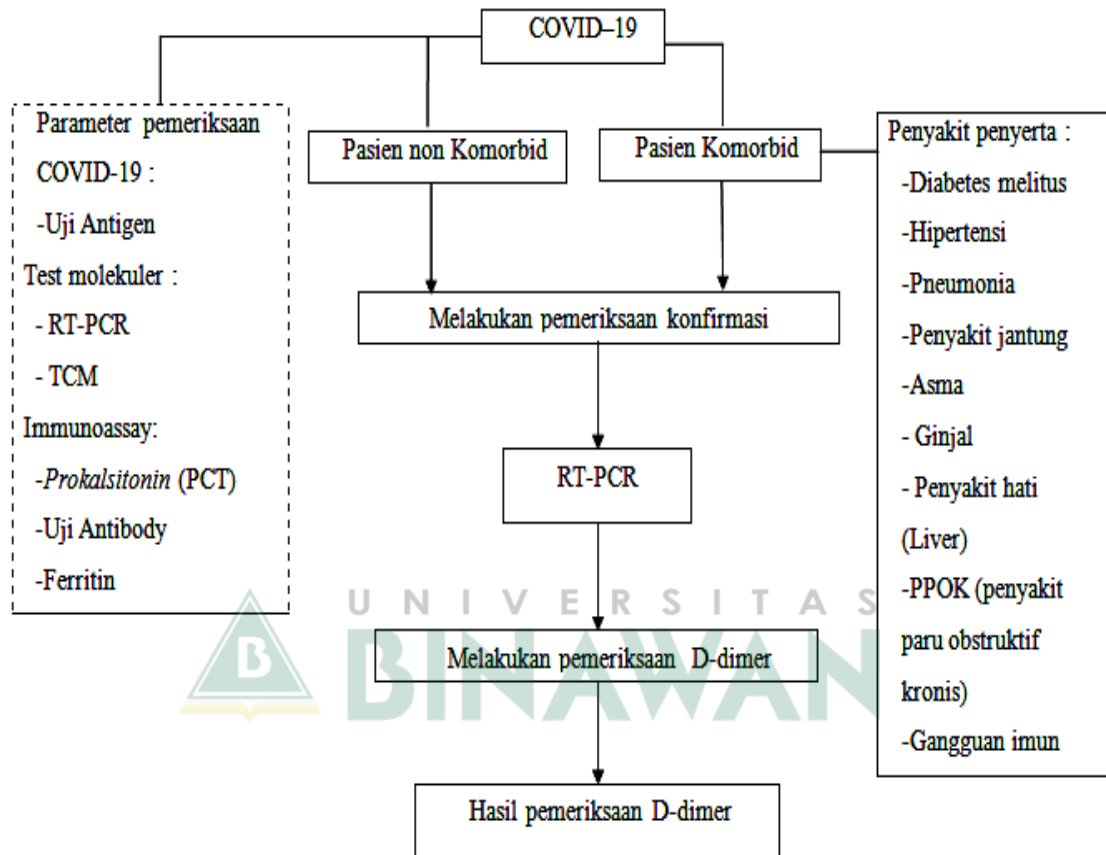 COVID–19
Parameter pemeriksaan
COVID-19 :
-Uji Antigen
Test molekuler :
- RT-PCR
- TCM
Immunoassay:
-Prokalsitonin (PCT)
-Uji Antibody
-Ferritin
Pasien non Komorbid
Pasien Komorbid
Penyakit penyerta :
-Diabetes melitus
-Hipertensi
-Pneumonia
-Penyakit jantung
-Asma
- Ginjal
- Penyakit hati
(Liver)
-PPOK (penyakit
paru obstruktif
kronis)
-Gangguan imun
Melakukan pemeriksaan konfirmasi
RT-PCR
UNIVERSITAS
B BINAWAN
Melakukan pemeriksaan D-dimer
Hasil pemeriksaan D-dimer